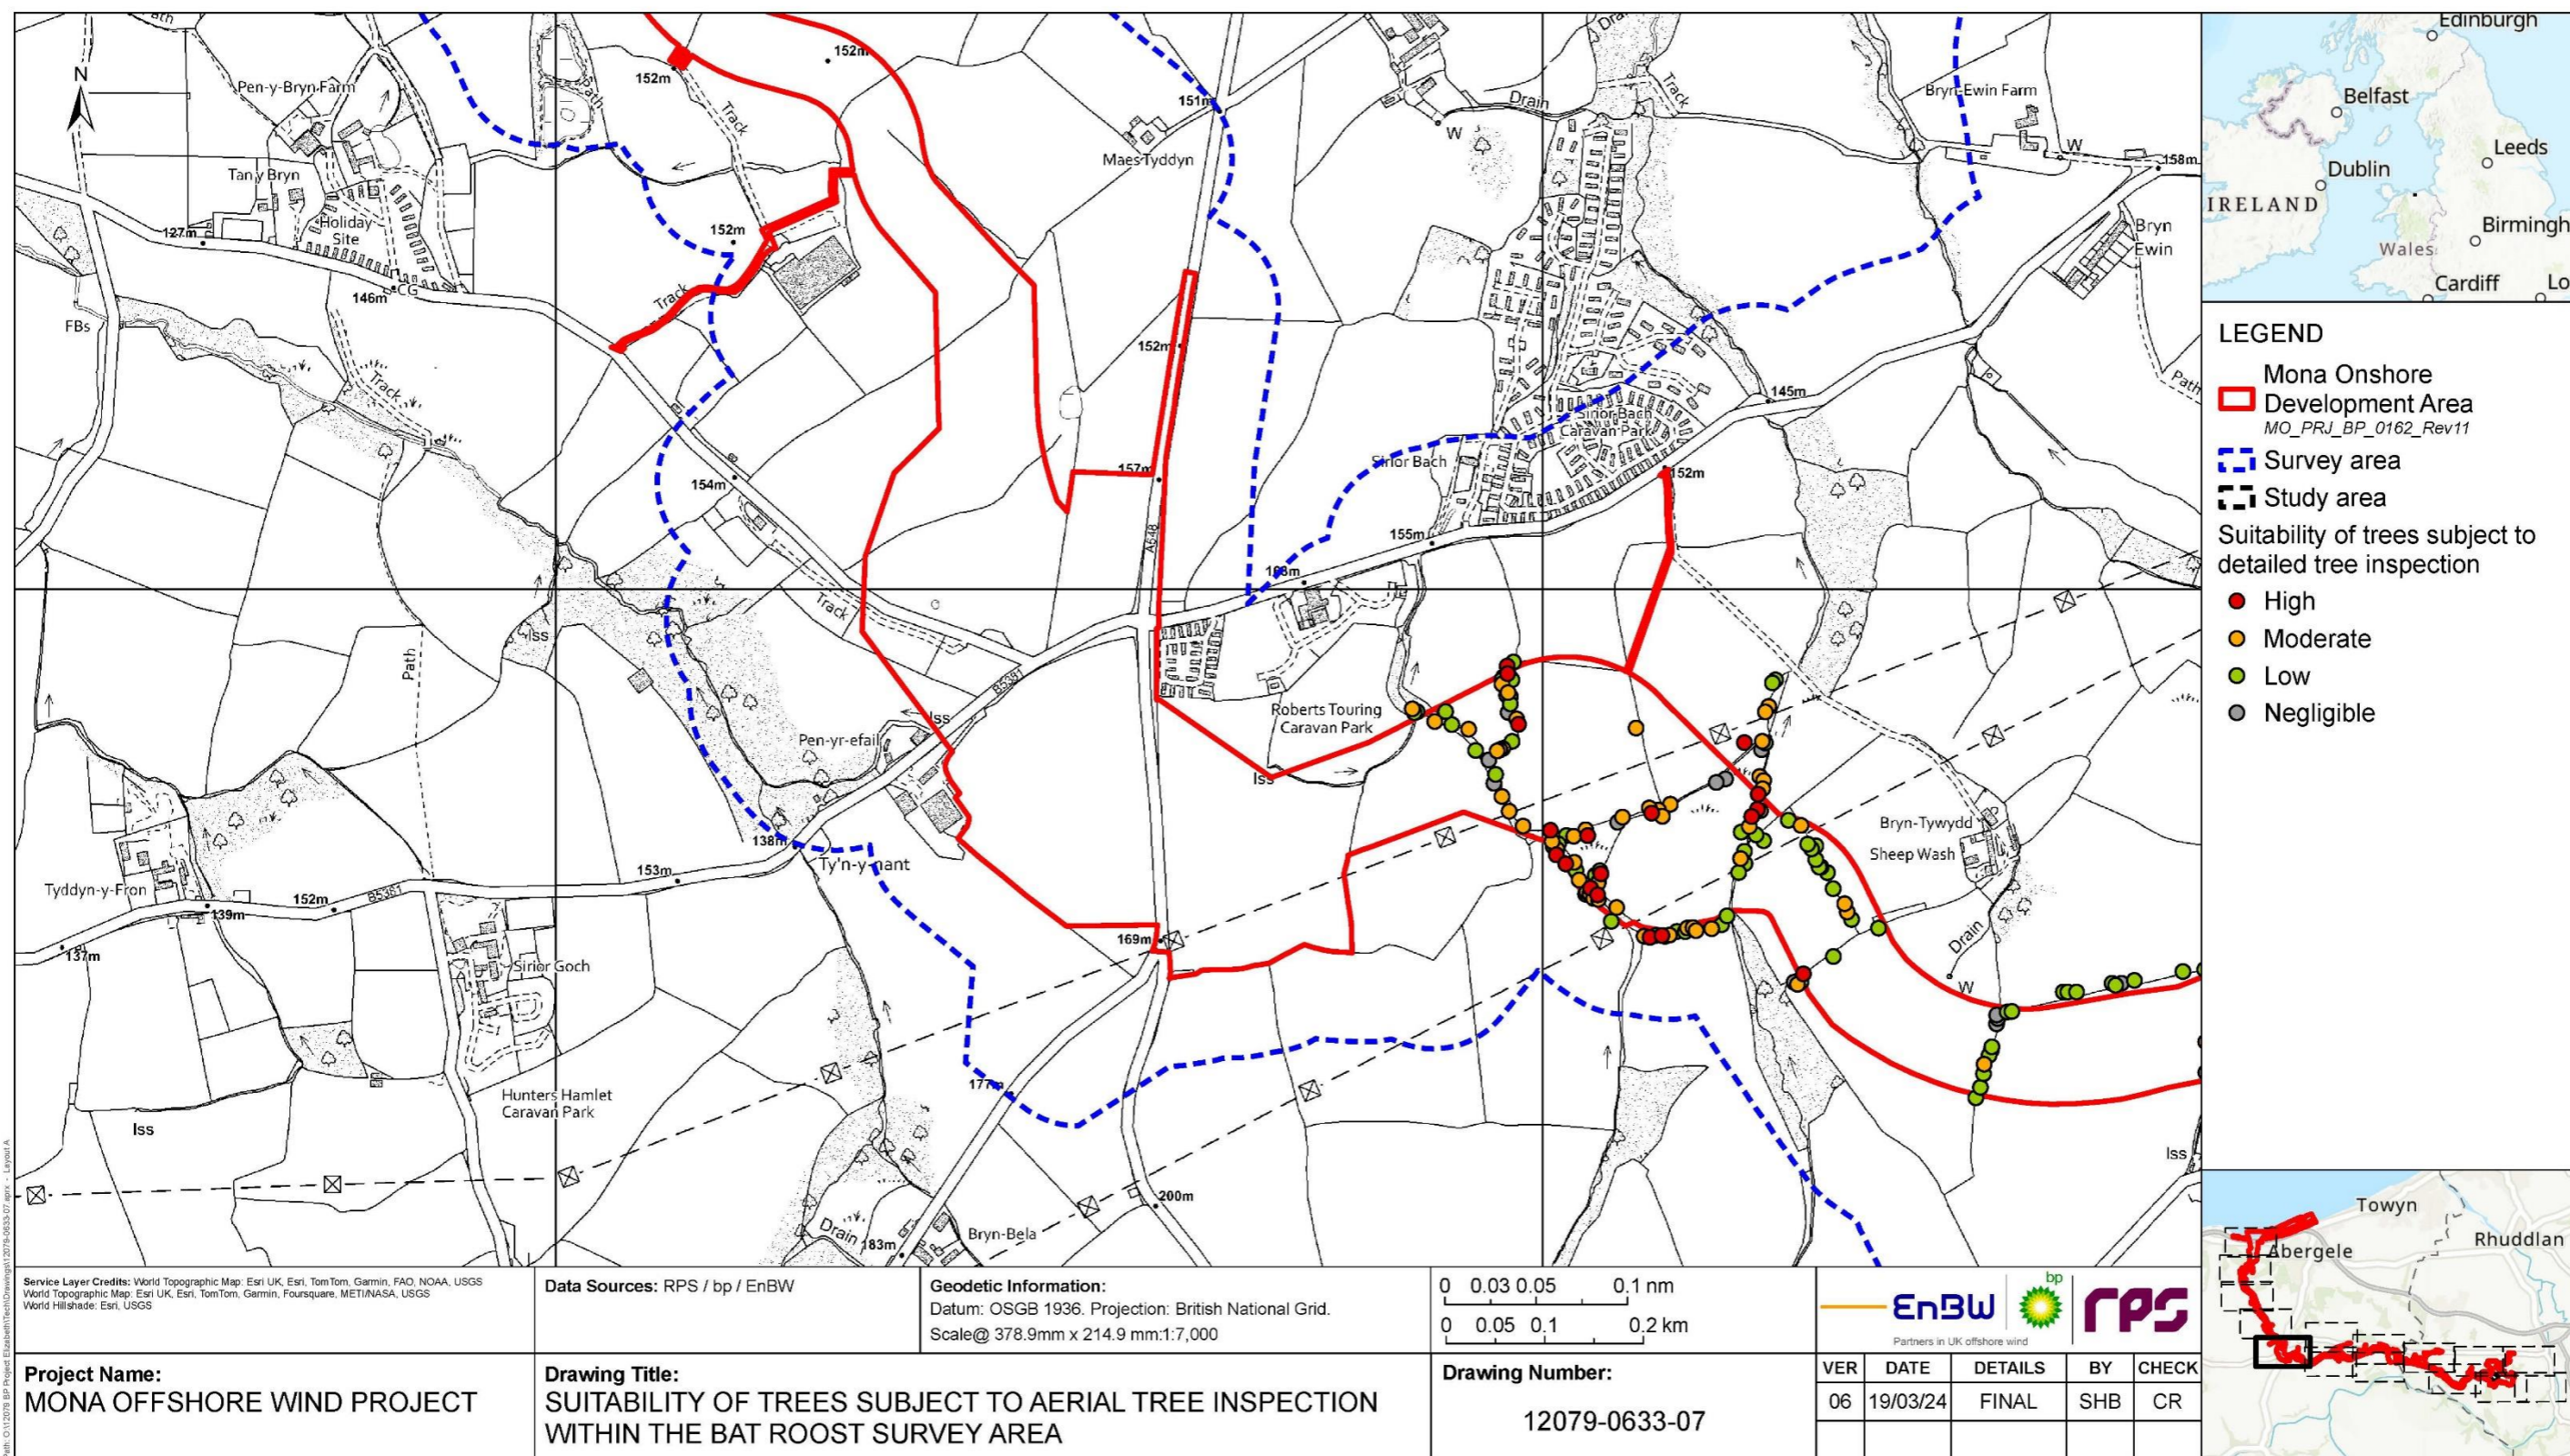 ath
N
Pen-y-Bryn Farm
Tan y Bryn
Holiday
Site
127m
146m
CG
FBs
Track
Path
152m
Track
152m
152m
Track
151m
Maes-Tyddyn
152m
157m
A548
154m
Track
Drain
Track
W
Bryn-Ewin Farm
W
158m
Bryn
Ewin
Path
145m
Sirior Bach
Caravan Park
Sirior Bach
152m
155m
168m
Iss
Path
B5381
Iss
Pen-yr-efail
Roberts Touring
Caravan Park
Iss
138m
Ty'n-y-nant
153m
Tyddyn-y-Fron
152m
B5381
139m
137m
Sirior Goch
Hunters Hamlet
Caravan Park
Iss
169m
177m
Drain
183m
Bryn-Bela
200m
Bryn-Tywydd
Sheep Wash
Drain
W
Iss
Edinburgh
Belfast
Leeds
Dublin
IRELAND
Birmingh
Wales
Cardiff
Lo
LEGEND
Mona Onshore
Development Area
MO_PRJ_BP_0162_Rev11
Survey area
Study area
Suitability of trees subject to
detailed tree inspection
High
Moderate
Low
Negligible
Towyn
Rhuddlan
Abergele
Service Layer Credits: World Topographic Map: Esri UK, Esri, TomTom, Garmin, FAO, NOAA, USGS
World Topographic Map: Esri UK, Esri, TomTom, Garmin, Foursquare, METI/NASA, USGS
World Hillshade: Esri, USGS
Data Sources: RPS / bp / EnBW
Geodetic Information:
Datum: OSGB 1936. Projection: British National Grid.
Scale@ 378.9mm x 214.9 mm:1:7,000
0 0.03 0.05 0.1 nm
0 0.05 0.1 0.2 km
EnBW
bp
rps
Partners in UK offshore wind
Project Name:
MONA OFFSHORE WIND PROJECT
Drawing Title:
SUITABILITY OF TREES SUBJECT TO AERIAL TREE INSPECTION
WITHIN THE BAT ROOST SURVEY AREA
Drawing Number:
12079-0633-07
VER DATE DETAILS BY CHECK
06 19/03/24 FINAL SHB CR